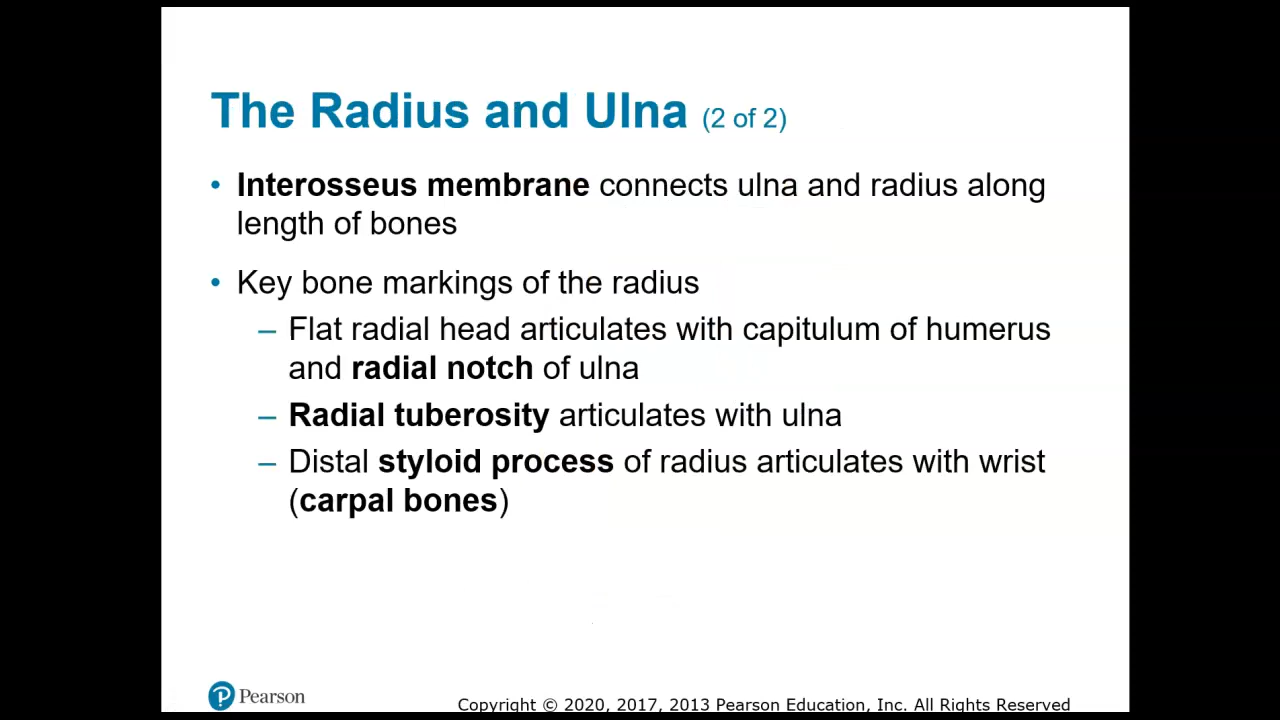 The Radius and Ulna (2 of 2)
• Interosseus membrane connects ulna and radius along
length of bones
• Key bone markings of the radius
– Flat radial head articulates with capitulum of humerus
and radial notch of ulna
– Radial tuberosity articulates with ulna
– Distal styloid process of radius articulates with wrist
(carpal bones)
Pearson
Copyright © 2020, 2017, 2013 Pearson Education, Inc. All Rights Reserved